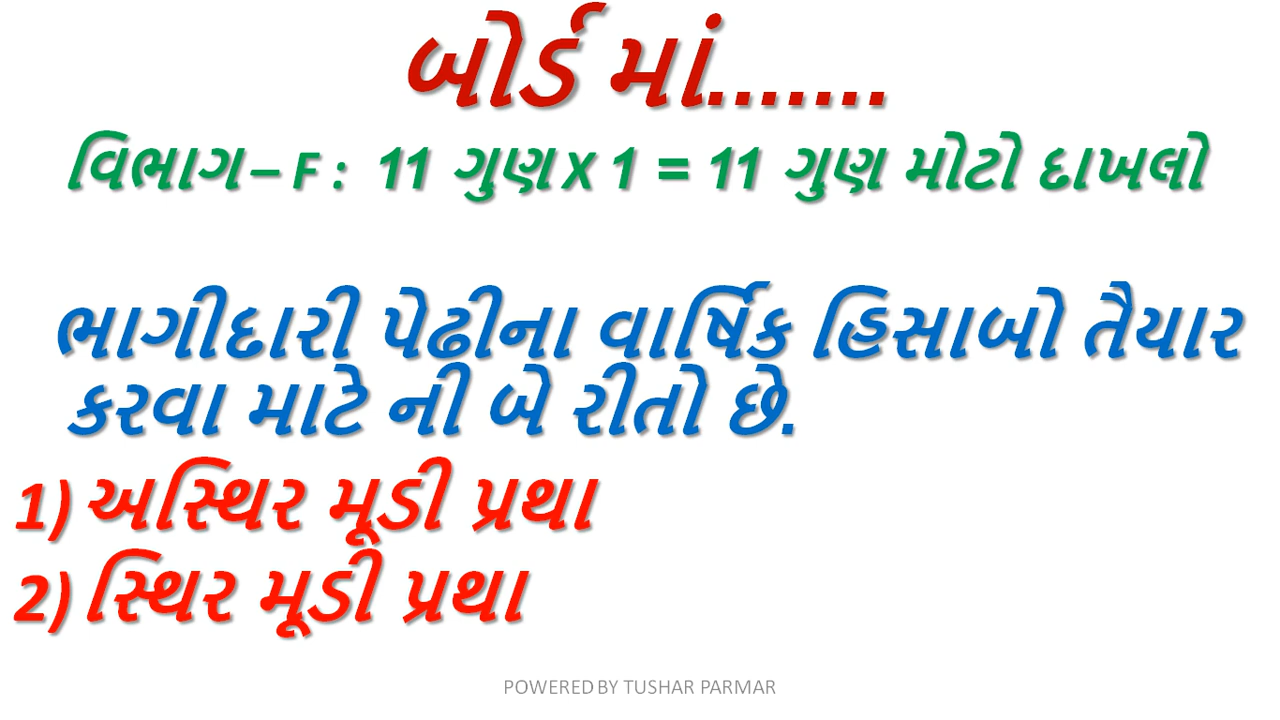 બોર્ડ માં.......
વિભાગ – F : 11 ગુણ X 1 = 11 ગુણ મોટો દાખલો
ભાગીદારી પેઢીના વાર્ષિક હિસાબો તૈયાર
કરવા માટે ની બે રીતો છે.
1) અસ્થિર મૂડી પ્રથા
2) સ્થિર મૂડી પ્રથા
POWERED BY TUSHAR PARMAR